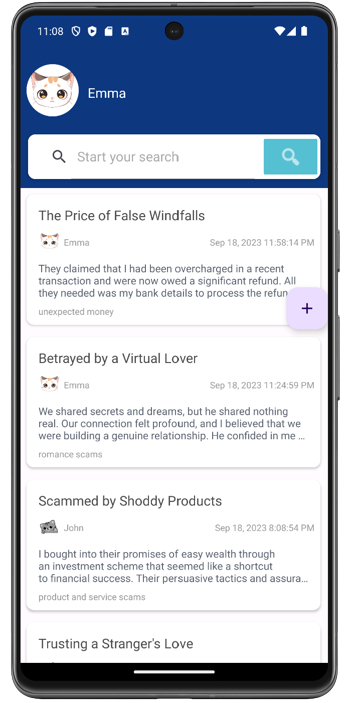 11:08
Emma
Start your search
The Price of False Windfalls
Emma Sep 18, 2023 11:58:14 PM
They claimed that I had been overcharged in a recent
transaction and were now owed a significant refund. All
they needed was my bank details to process the refun
unexpected money
+
Betrayed by a Virtual Lover
Emma Sep 18, 2023 11:24:59 PM
We shared secrets and dreams, but he shared nothing
real. Our connection felt profound, and I believed that we
were building a genuine relationship. He confided in me ...
romance scams
Scammed by Shoddy Products
John Sep 18, 2023 8:08:54 PM
I bought into their promises of easy wealth through
an investment scheme that seemed like a shortcut
to financial success. Their persuasive tactics and assura...
product and service scams
Trusting a Stranger's Love